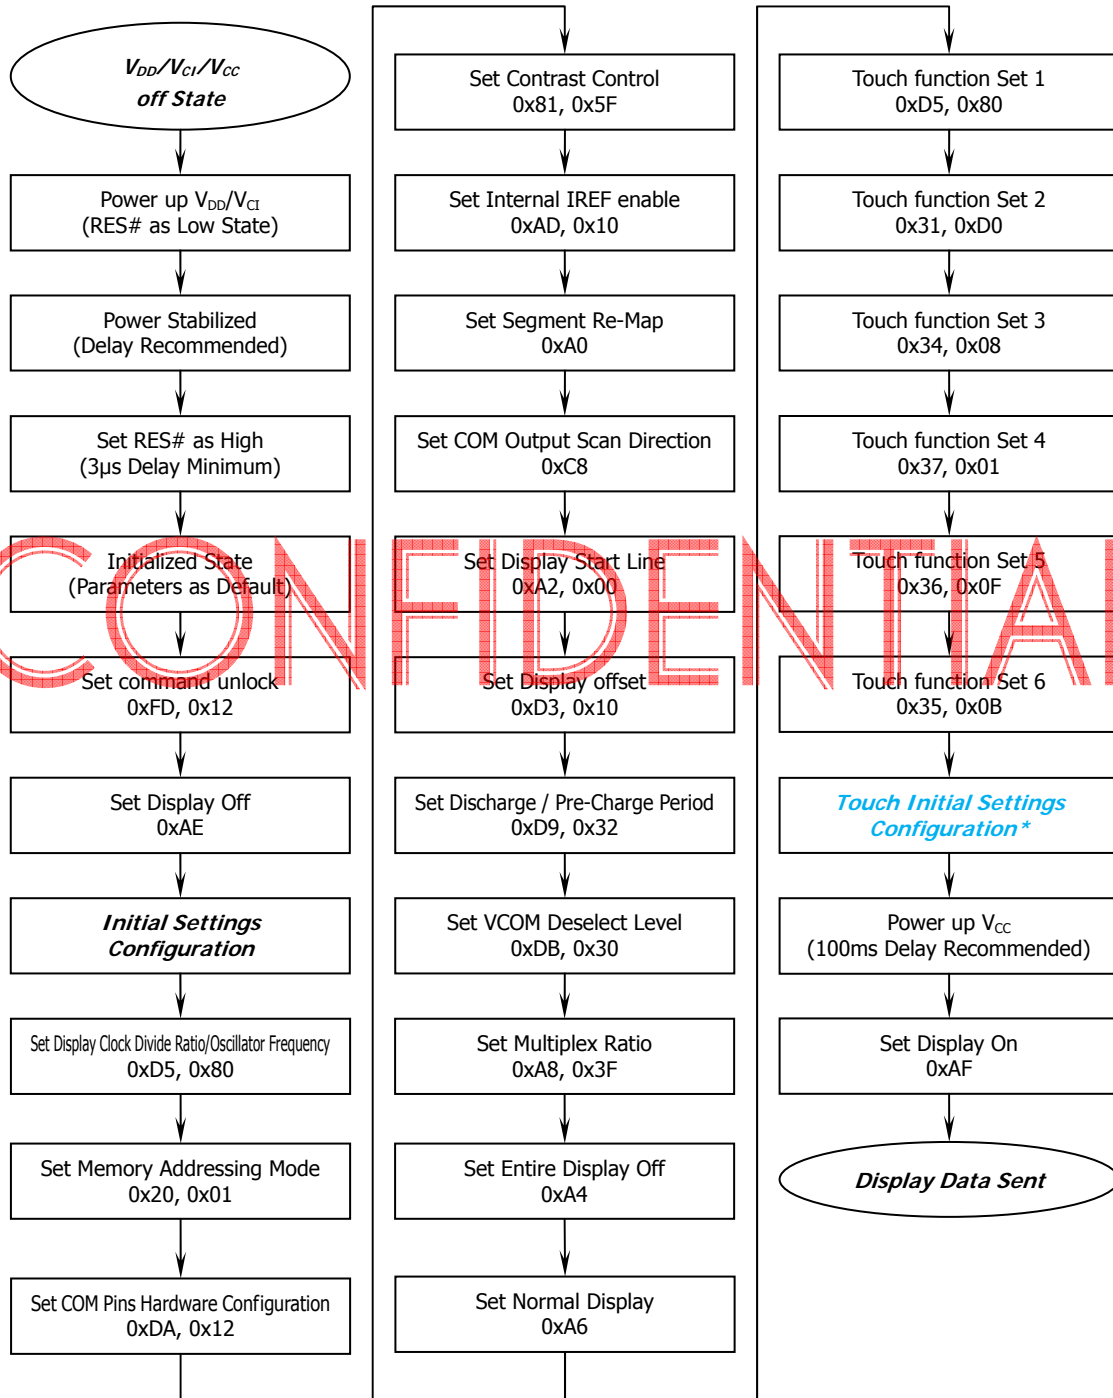 VDD/VCI/VCC
off State
Power up VDD/VCI
(RES# as Low State)
Power Stabilized
(Delay Recommended)
Set RES# as High
(3µs Delay Minimum)
Initialized State
(Parameters as Default)
Set command unlock
0xFD, 0x12
Set Display Off
0xAE
Initial Settings
Configuration
Set Display Clock Divide Ratio/Oscillator Frequency
0xD5, 0x80
Set Memory Addressing Mode
0x20, 0x01
Set COM Pins Hardware Configuration
0xDA, 0x12
Set Contrast Control
0x81, 0x5F
Set Internal IREF enable
0xAD, 0x10
Set Segment Re-Map
0xA0
Set COM Output Scan Direction
0xC8
Set Display Start Line
0xA2, 0x00
Set Display offset
0xD3, 0x10
Set Discharge / Pre-Charge Period
0xD9, 0x32
Set VCOM Deselect Level
0xDB, 0x30
Set Multiplex Ratio
0xA8, 0x3F
Set Entire Display Off
0xA4
Set Normal Display
0xA6
Touch function Set 1
0xD5, 0x80
Touch function Set 2
0x31, 0xD0
Touch function Set 3
0x34, 0x08
Touch function Set 4
0x37, 0x01
Touch function Set 5
0x36, 0x0F
Touch function Set 6
0x35, 0x0B
Touch Initial Settings
Configuration*
Power up VCC
(100ms Delay Recommended)
Set Display On
0xAF
Display Data Sent
CONFIDENTIAL